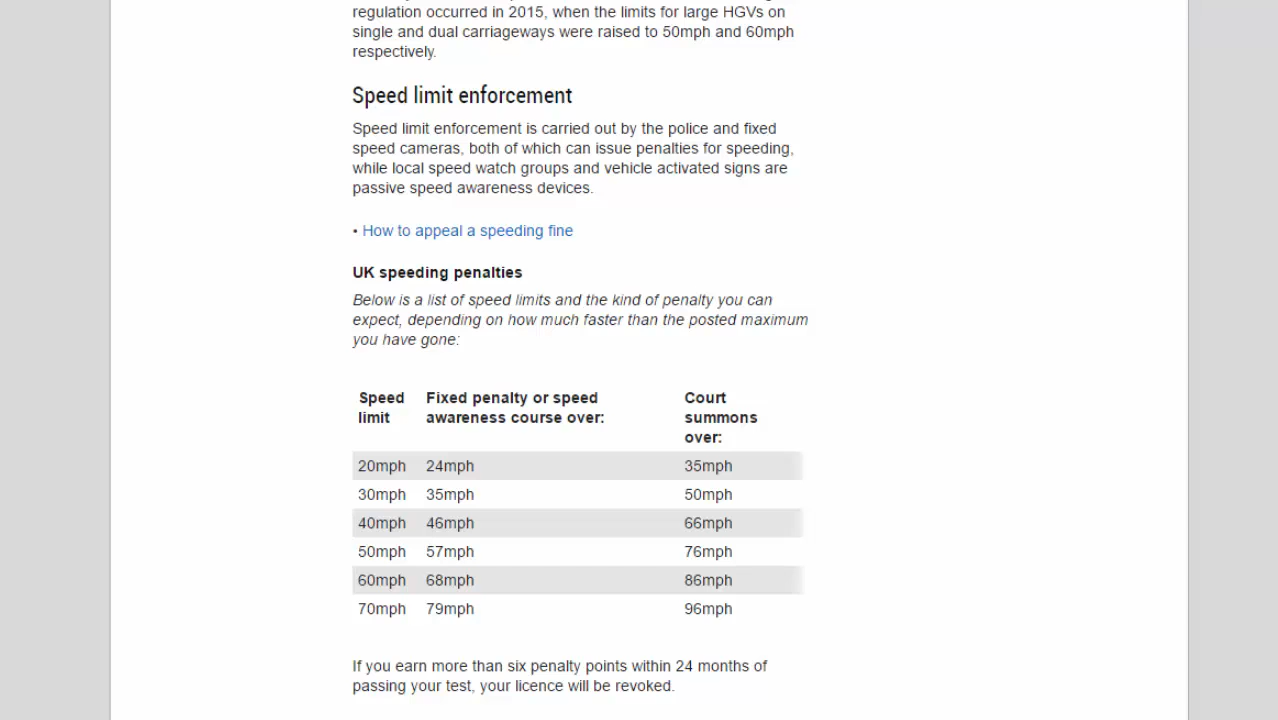 regulation occurred in 2015, when the limits for large HGVs on
single and dual carriageways were raised to 50mph and 60mph
respectively.
Speed limit enforcement
Speed limit enforcement is carried out by the police and fixed
speed cameras, both of which can issue penalties for speeding,
while local speed watch groups and vehicle activated signs are
passive speed awareness devices.
• How to appeal a speeding fine
UK speeding penalties
Below is a list of speed limits and the kind of penalty you can
expect, depending on how much faster than the posted maximum
you have gone:
Speed Fixed penalty or speed Court
limit awareness course over: summons
over:
20mph 24mph 35mph
30mph 35mph 50mph
40mph 46mph 66mph
50mph 57mph 76mph
60mph 68mph 86mph
70mph 79mph 96mph
If you earn more than six penalty points within 24 months of
passing your test, your licence will be revoked.